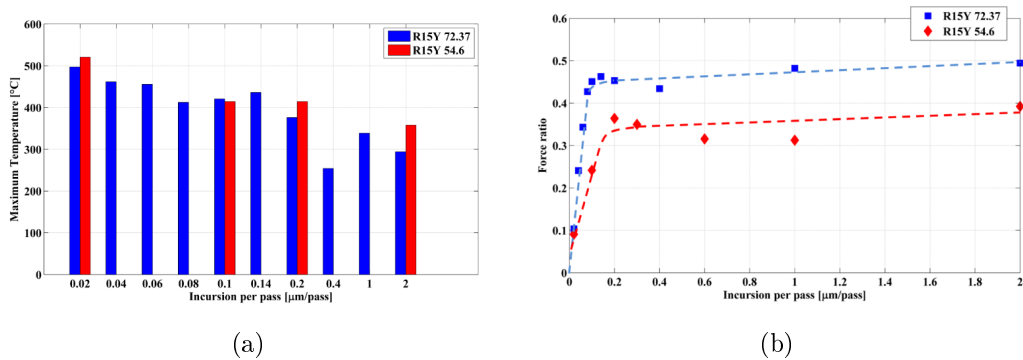 600
500
400
300
200
100
0
Maximum Temperature [°C]
R15Y 72.37
R15Y 54.6
0.02 0.04 0.06 0.08 0.1 0.14 0.2 0.4 1 2
Incursion per pass [μm/pass]
(a)
0.6
0.5
0.4
0.3
0.2
0.1
0
Force ratio
R15Y 72.37
R15Y 54.6
0 0.2 0.4 0.6 0.8 1.0 1.2 1.4 1.6 1.8 2
Incursion per pass [μm/pass]
(b)